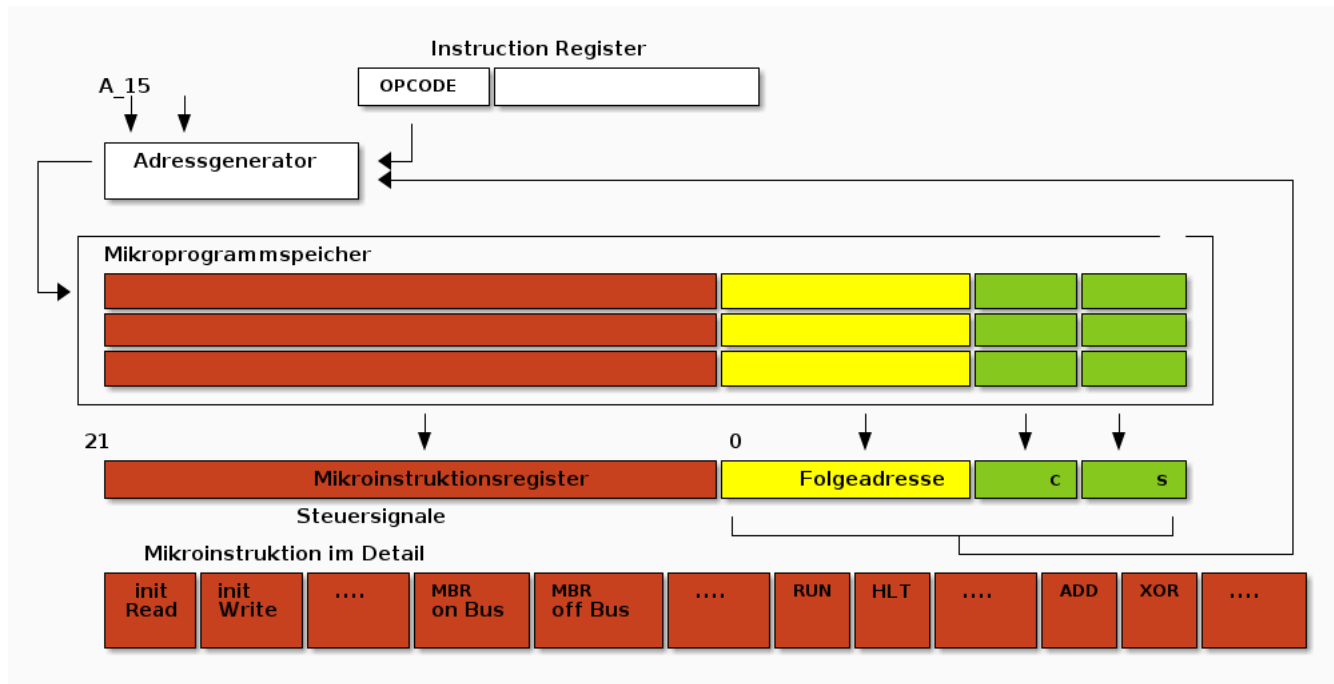 Instruction Register
A_15
OPCODE
Adressgenerator
Mikroprogrammspeicher
21
0
Mikroinstruktionsregister
Folgeadresse
c
s
Steuersignale
Mikroinstruktion im Detail
init
Read
init
Write
....
MBR
on Bus
MBR
off Bus
....
RUN
HLT
....
ADD
XOR
....